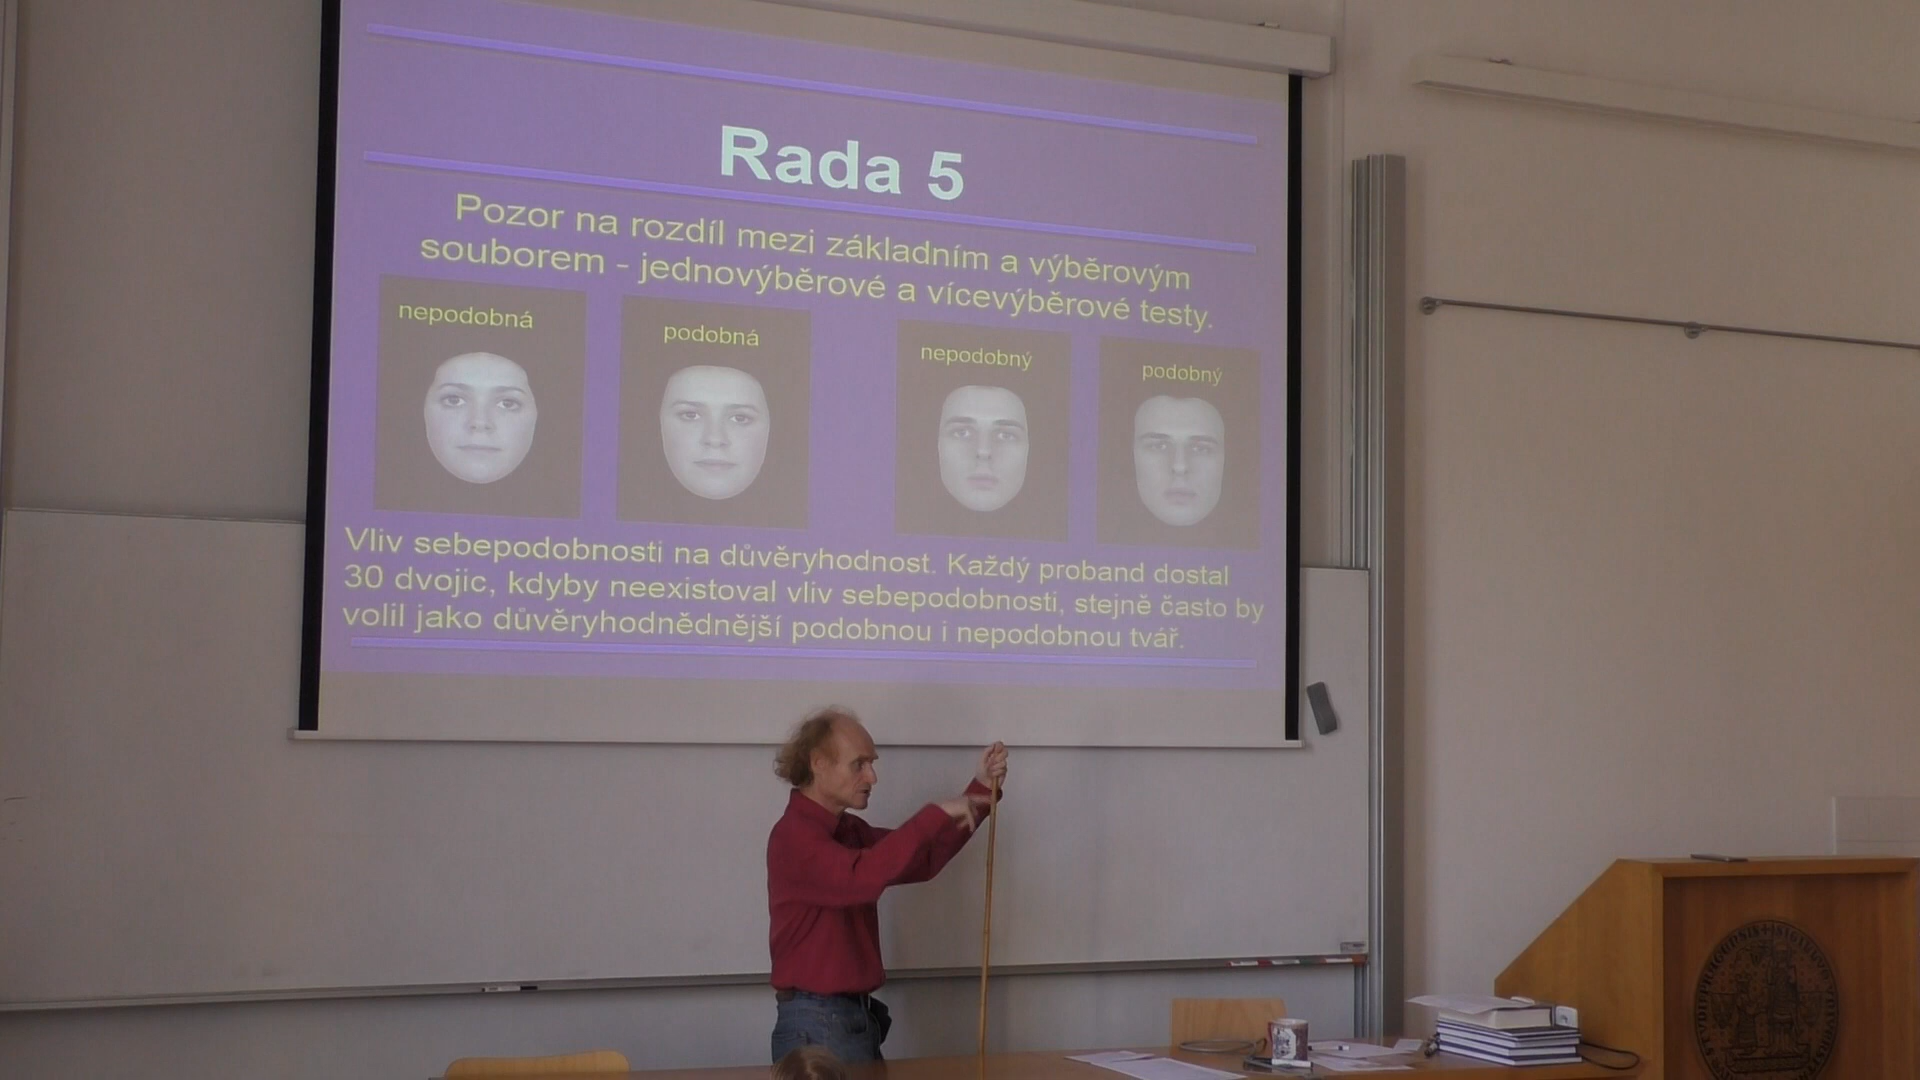 Rada 5
Pozor na rozdíl mezi základním a výběrovým
souborem - jednovýběrové a vícevýběrové testy.
nepodobná
podobná
nepodobný
podobný
Vliv sebepodobnosti na důvěryhodnost. Každý proband dostal
30 dvojic, kdyby neexistoval vliv sebepodobnosti, stejně často by
volil jako důvěryhodnědnější podobnou i nepodobnou tvář.